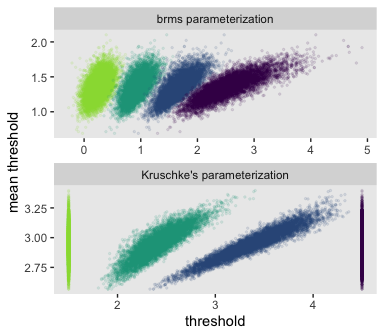 brms parameterization
2.0
1.5
1.0
0 1 2 3 4 5
mean threshold
Kruschke's parameterization
3.25
3.00
2.75
2 3 4
threshold